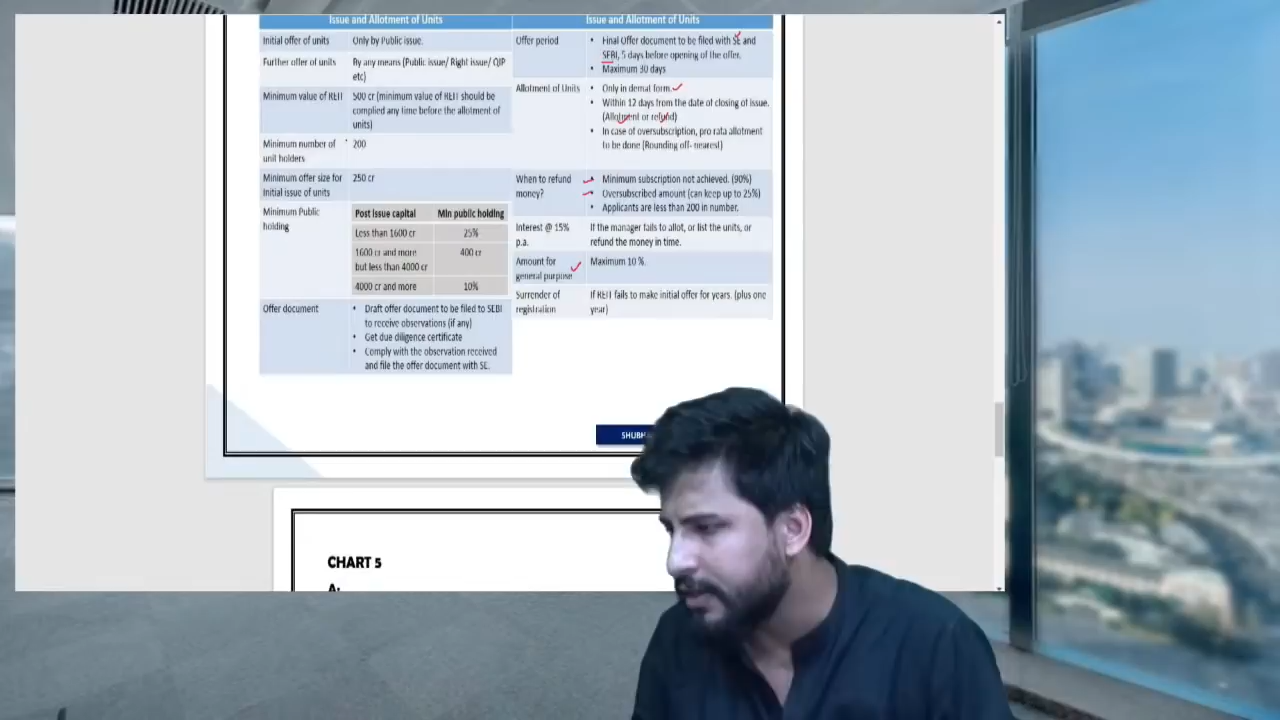 Issue and Allotment of Units
Initial offer of units
Only by Public issue.
Further offer of units
By any means (Public issue/ Right issue/ QIP
etc)
Minimum value of REIT
500 cr (minimum value of REIT should be
complied any time before the allotment of
units)
Minimum number of
unit holders
200
Minimum offer size for
Initial issue of units
250 cr
Minimum Public
holding
Post issue capital
Min public holding
Less than 1600 cr
25%
1600 cr and more
but less than 4000 cr
400 cr
4000 cr and more
10%
Offer document
• Draft offer document to be filed to SEBI
to receive observations (if any)
• Get due diligence certificate
• Comply with the observation received
and file the offer document with SE.
Issue and Allotment of Units
Offer period
• Final Offer document to be filed with SE and
SEBI, 5 days before opening of the offer.
• Maximum 30 days
Allotment of Units
• Only in demat form.
• Within 12 days from the date of closing of issue.
(Allotment or refund)
• In case of oversubscription, pro rata allotment
to be done (Rounding off- nearest)
When to refund
money?
• Minimum subscription not achieved. (90%)
• Oversubscribed amount (can keep up to 25%)
• Applicants are less than 200 in number.
Interest @ 15%
p.a.
If the manager fails to allot, or list the units, or
refund the money in time.
Amount for
general purpose
Maximum 10 %.
Surrender of
registration
If REIT fails to make initial offer for years. (plus one
year)
CHART 5
A: